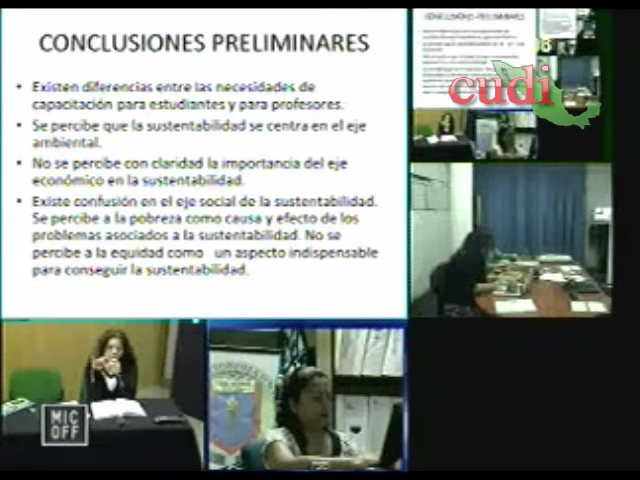 CONCLUSIONES PRELIMINARES
• Existen diferencias entre las necesidades de
capacitación para estudiantes y para profesores.
• Se percibe que la sustentabilidad se centra en el eje
ambiental.
• No se percibe con claridad la importancia del eje
económico en la sustentabilidad.
• Existe confusión en el eje social de la sustentabilidad.
Se percibe a la pobreza como causa y efecto de los
problemas asociados a la sustentabilidad. No se
percibe a la equidad como un aspecto indispensable
para conseguir la sustentabilidad.
CONCLUSIONES PRELIMINARES
cudi
MIC
OFF